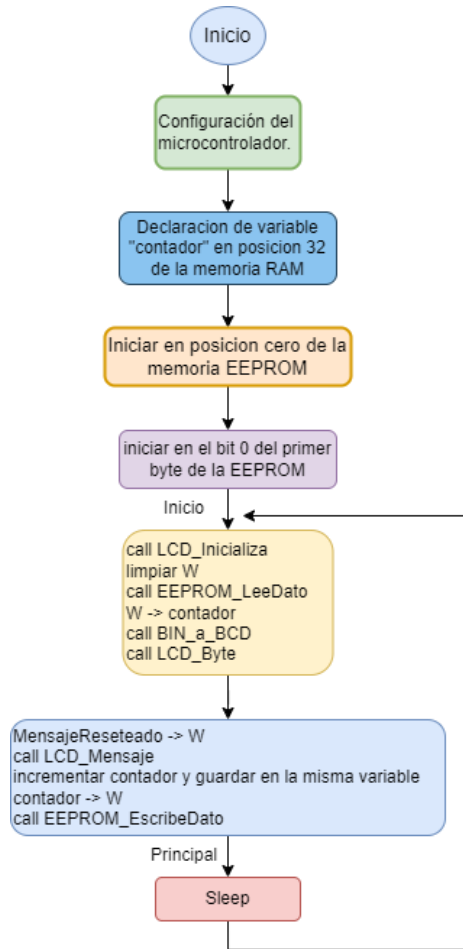 Inicio
Configuración del
microcontrolador.
Declaracion de variable
"contador" en posicion 32
de la memoria RAM
Iniciar en posicion cero de la
memoria EEPROM
iniciar en el bit 0 del primer
byte de la EEPROM
Inicio
call LCD_Inicializa
limpiar W
call EEPROM_LeeDato
W -> contador
call BIN_a_BCD
call LCD_Byte
MensajeReseteado -> W
call LCD_Mensaje
incrementar contador y guardar en la misma variable
contador -> W
call EEPROM_EscribeDato
Principal
Sleep